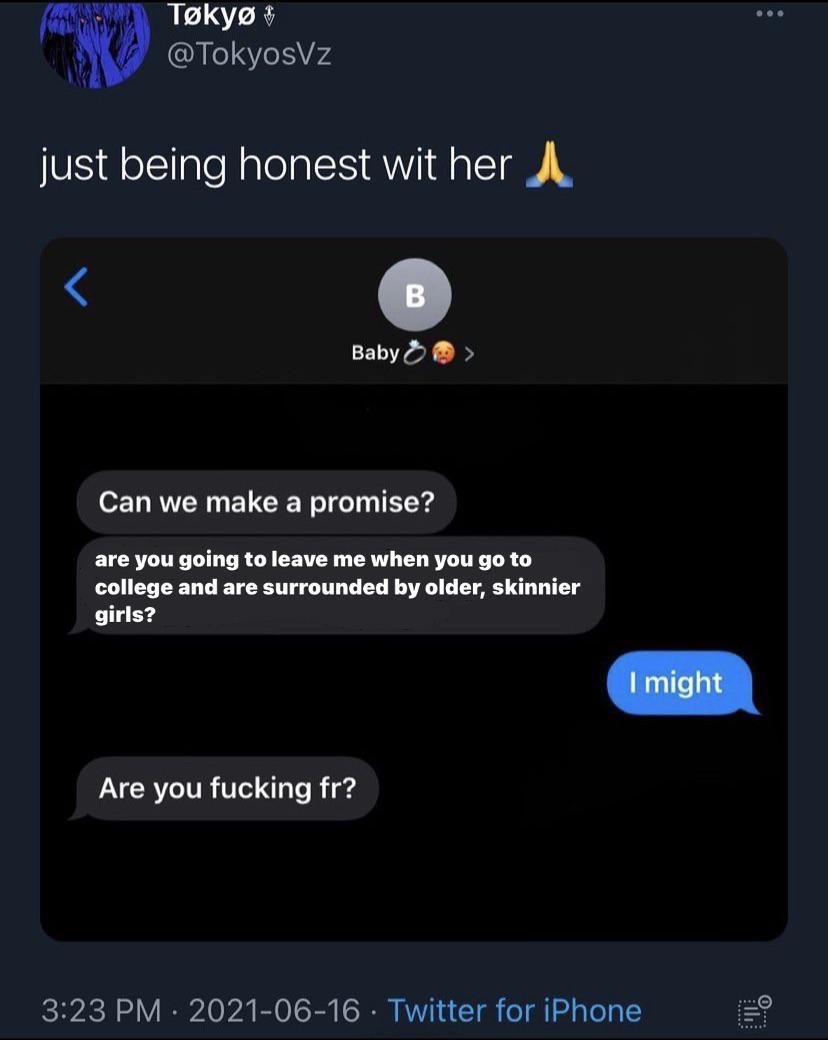 Tøkyø
@TokyosVz
just being honest wit her 🙏
B
Baby💍🥵 >
Can we make a promise?
are you going to leave me when you go to
college and are surrounded by older, skinnier
girls?
I might
Are you fucking fr?
3:23 PM · 2021-06-16 · Twitter for iPhone